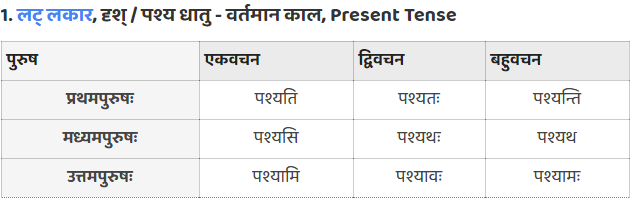 1. लट् लकार, दृश् / पश्य धातु - वर्तमान काल, Present Tense
पुरुष एकवचन द्विवचन बहुवचन
प्रथमपुरुषः पश्यति पश्यतः पश्यन्ति
मध्यमपुरुषः पश्यसि पश्यथः पश्यथ
उत्तमपुरुषः पश्यामि पश्यावः पश्यामः